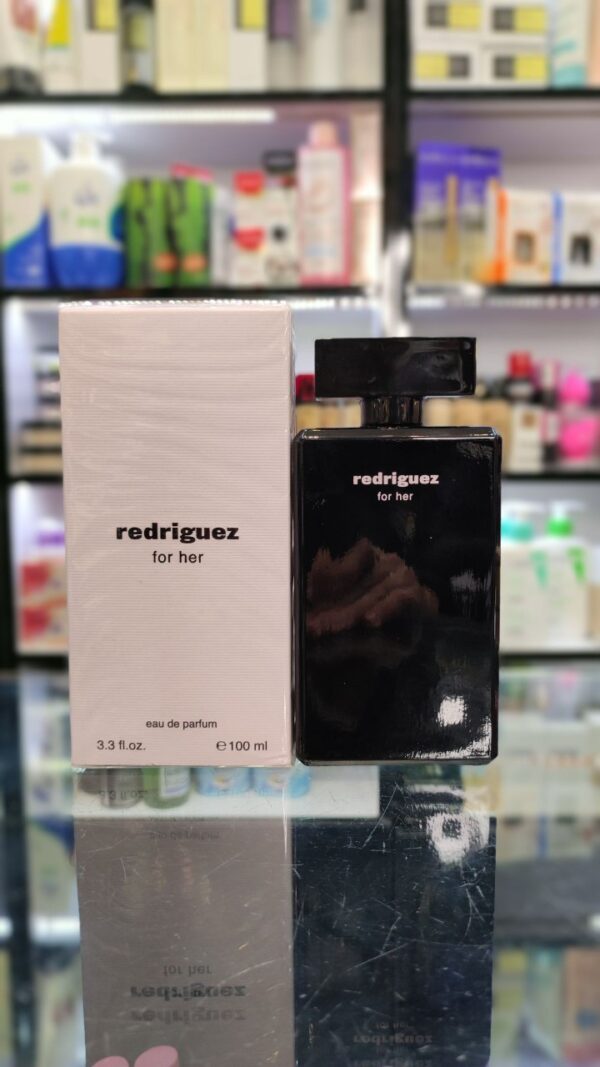 redriguez
for her
eau de parfum
3.3 fl.oz.
℮ 100 ml
redriguez
for her